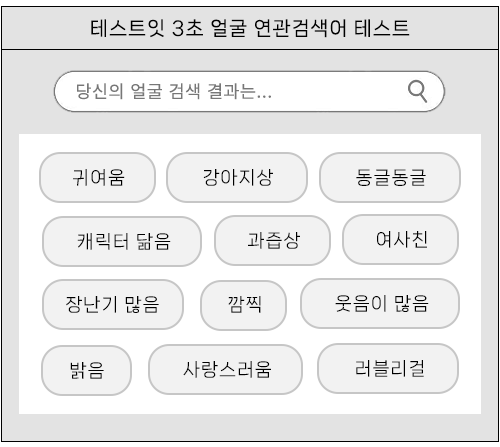 테스트잇 3초 얼굴 연관검색어 테스트
당신의 얼굴 검색 결과는...
귀여움 강아지상 동글동글
캐릭터 닮음 과즙상 여사친
장난기 많음 깜찍 웃음이 많음
밝음 사랑스러움 러블리걸